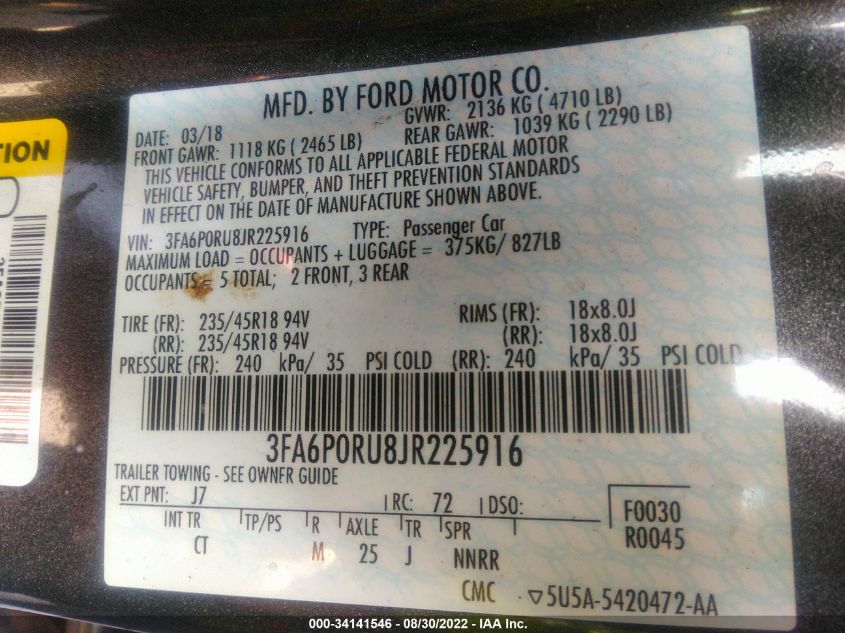 TION
MFD. BY FORD MOTOR CO.
DATE: 03/18 GVWR: 2136 KG ( 4710 LB)
FRONT GAWR: 1118 KG ( 2465 LB) REAR GAWR: 1039 KG ( 2290 LB)
THIS VEHICLE CONFORMS TO ALL APPLICABLE FEDERAL MOTOR
VEHICLE SAFETY, BUMPER, AND THEFT PREVENTION STANDARDS
IN EFFECT ON THE DATE OF MANUFACTURE SHOWN ABOVE.
VIN: 3FA6P0RU8JR225916 TYPE: Passenger Car
MAXIMUM LOAD = OCCUPANTS + LUGGAGE = 375KG/ 827LB
OCCUPANTS = 5 TOTAL; 2 FRONT, 3 REAR
TIRE (FR): 235/45R18 94V RIMS (FR): 18x8.0J
(RR): 235/45R18 94V (RR): 18x8.0J
PRESSURE (FR): 240 kPa/ 35 PSI COLD (RR): 240 kPa/ 35 PSI COLD
3FA6P0RU8JR225916
TRAILER TOWING - SEE OWNER GUIDE
EXT PNT: J7 RC: 72 DSO: F0030
INT TR TP/PS R AXLE TR SPR R0045
CT M 25 J NNRR
CMC ▽5U5A-5420472-AA
000-34141546 - 08/30/2022 - IAA Inc.